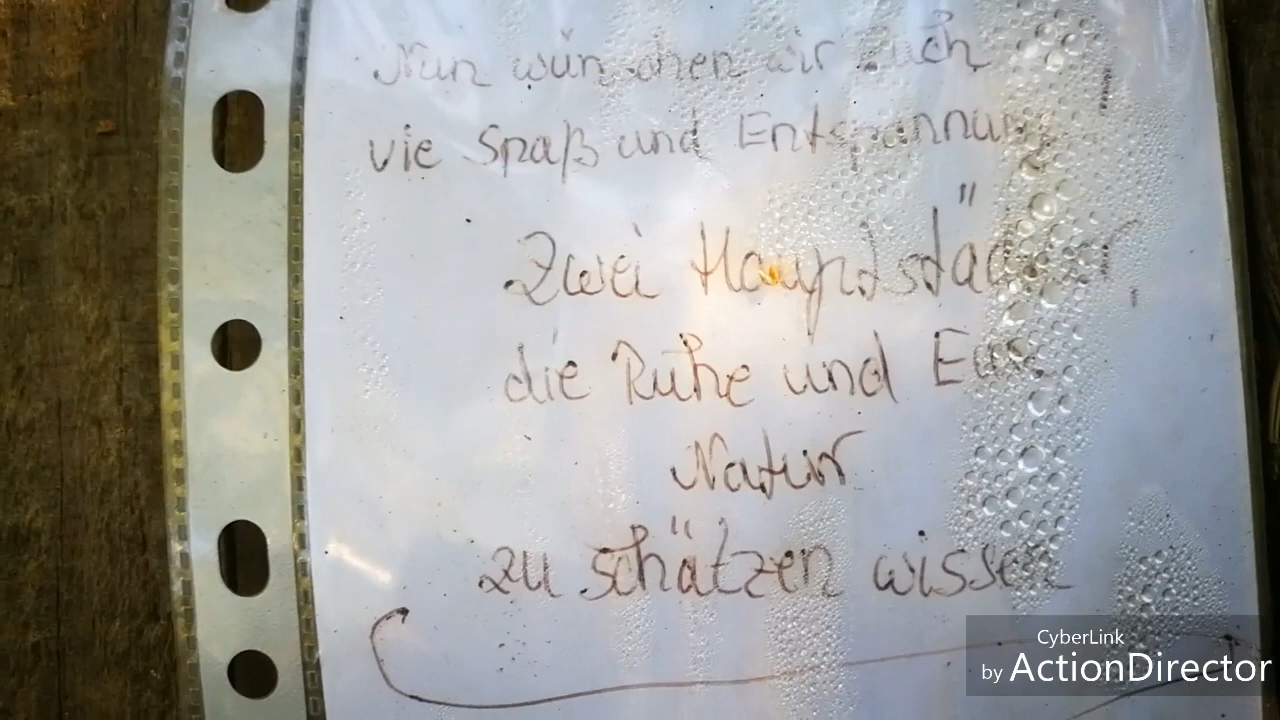 Nun wünschen wir Euch
vie Spaß und Entspannung
Zwei Hauptstädter,
die Ruhe und
Natur
zu schätzen wissen
CyberLink
by ActionDirector